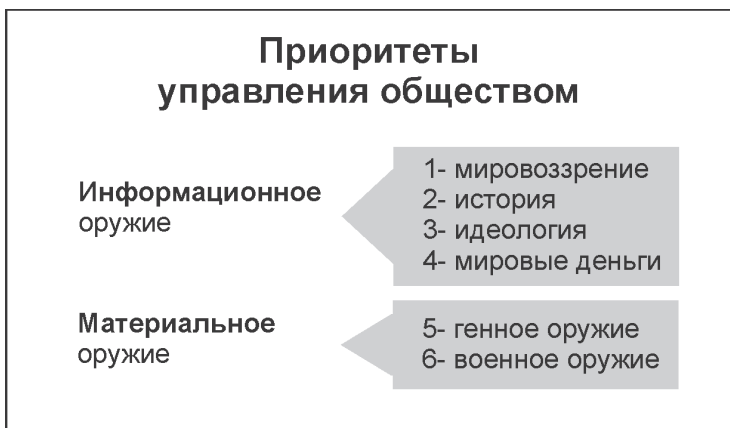 Приоритеты
управления обществом
Информационное
оружие
1- мировоззрение
2- история
3- идеология
4- мировые деньги
Материальное
оружие
5- генное оружие
6- военное оружие